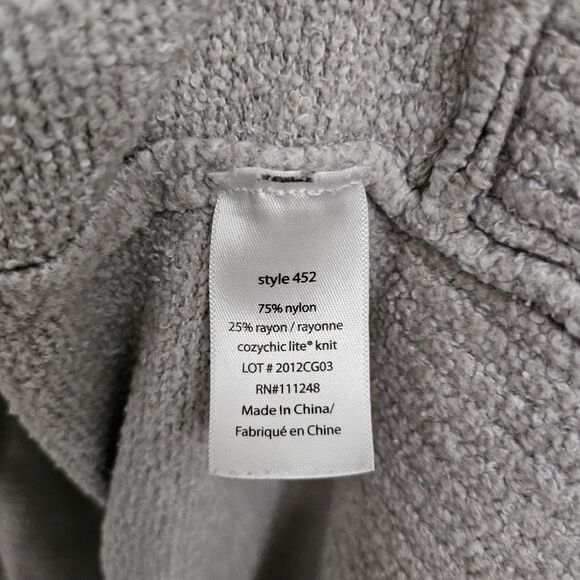 style 452
75% nylon
25% rayon / rayonne
cozychic lite® knit
LOT # 2012CG03
RN#111248
Made In China/
Fabriqué en Chine